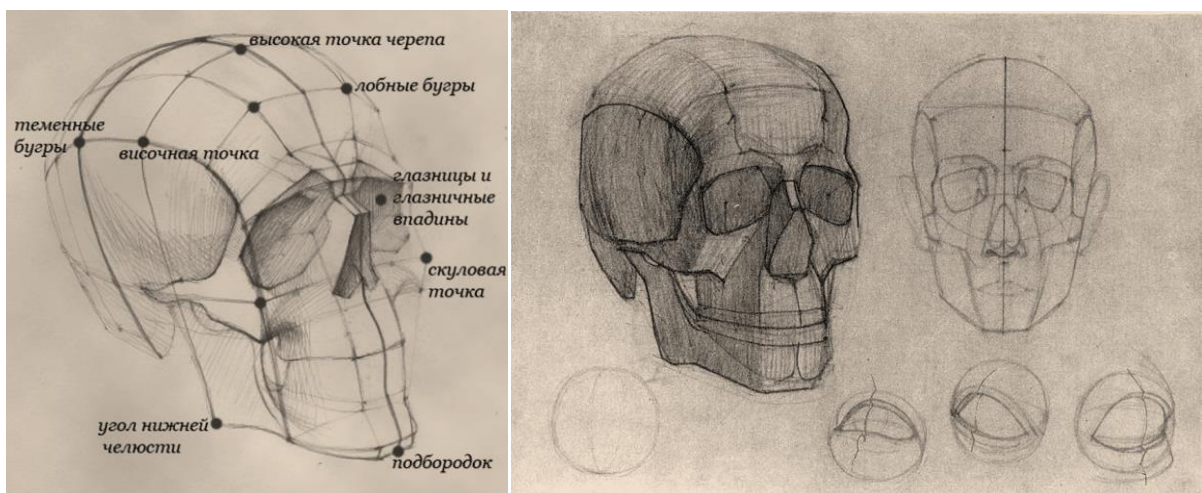 высокая точка черепа
лобные бугры
теменные
бугры
височная точка
глазницы и
глазничные
впадины
скуловая
точка
угол нижней
челюсти
подбородок